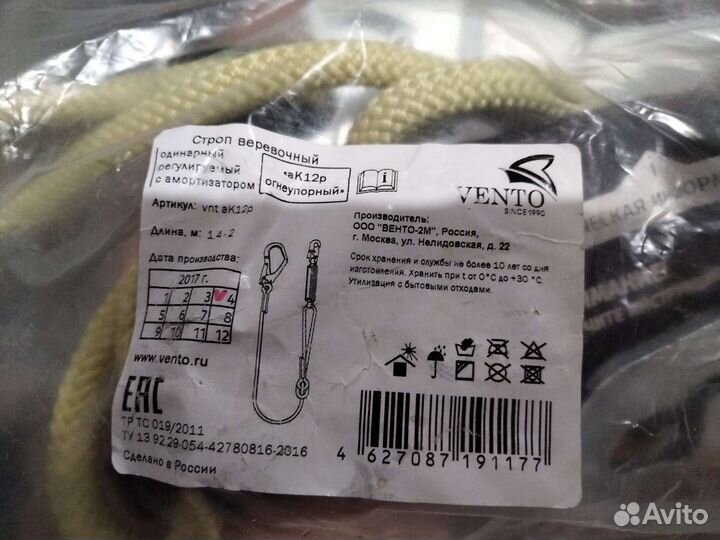 Строп веревочный
одинарный
регулируемый
с амортизатором
"аК12р
огнеупорный"
VENTO
SINCE 1990
Артикул: vnt aK12p
Длина, м: 1.4-2
Производитель:
ООО "ВЕНТО-2М", Россия,
г. Москва, ул. Нелидовская, д. 22
Дата производства:
2017 г.
1 2 3 4
5 6 7 8
9 10 11 12
Срок хранения и службы не более 10 лет со дня
изготовления. Хранить при t от 0°С до +30 °С.
Утилизация с бытовыми отходами.
www.vento.ru
ЕАС
ТР ТС 019/2011
ТУ 13.92.29-054-42780816-2016
Сделано в России
4 627087 191177
Avito